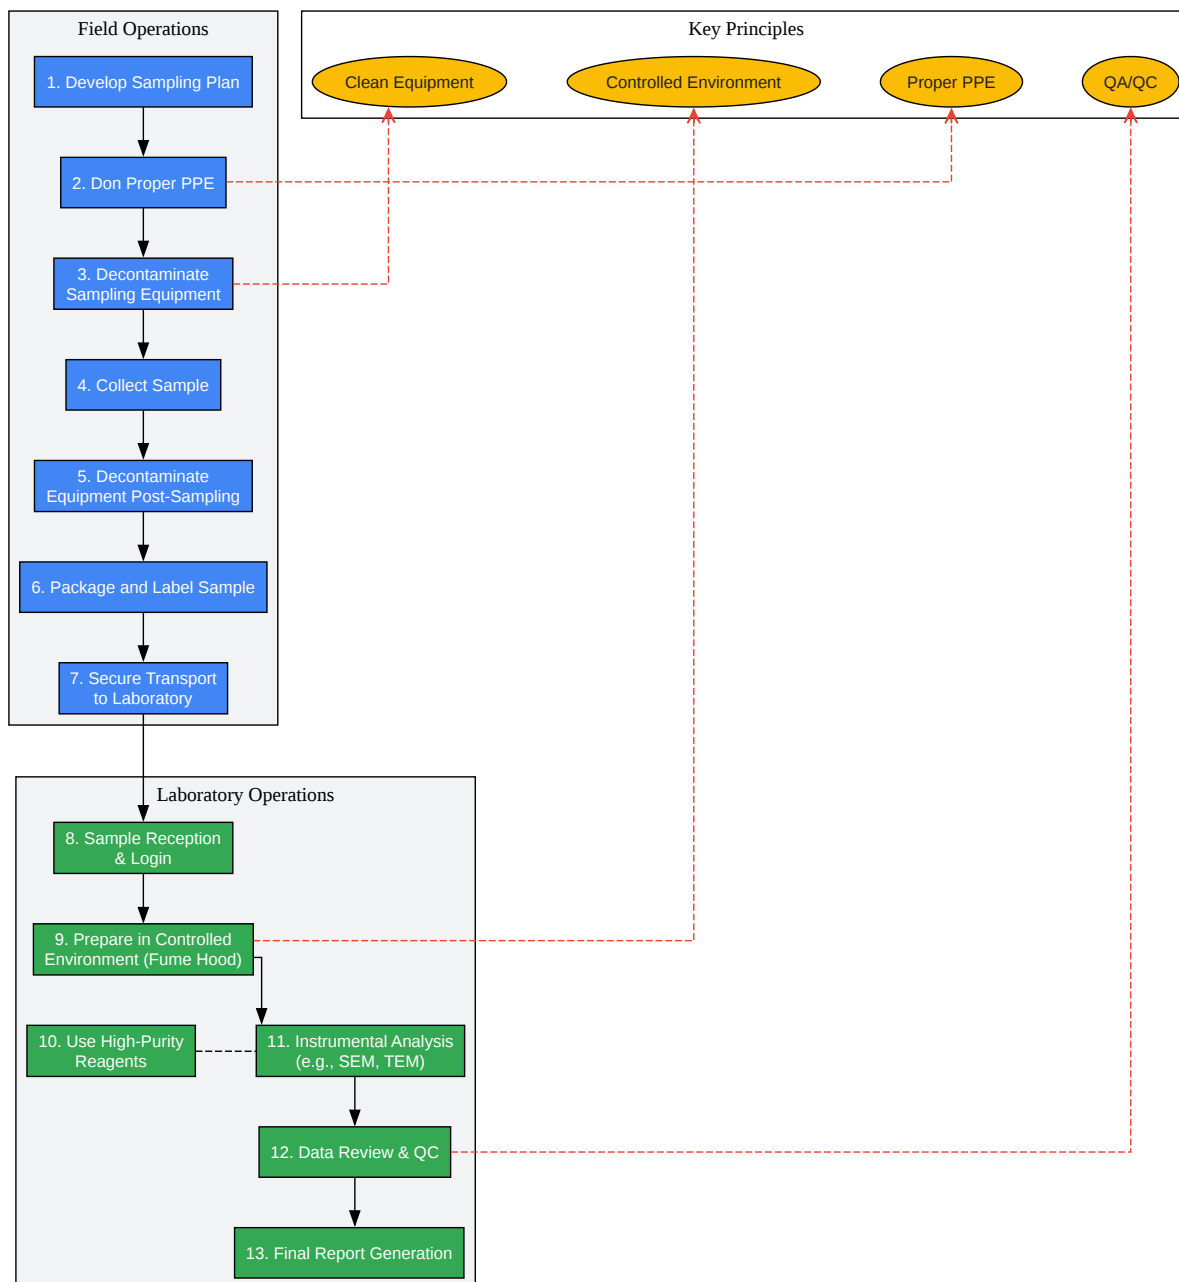 Field Operations
1. Develop Sampling Plan
2. Don Proper PPE
3. Decontaminate
Sampling Equipment
4. Collect Sample
5. Decontaminate
Equipment Post-Sampling
6. Package and Label Sample
7. Secure Transport
to Laboratory
Key Principles
Clean Equipment
Controlled Environment
Proper PPE
QA/QC
Laboratory Operations
8. Sample Reception
& Login
9. Prepare in Controlled
Environment (Fume Hood)
10. Use High-Purity
Reagents
11. Instrumental Analysis
(e.g., SEM, TEM)
12. Data Review & QC
13. Final Report Generation